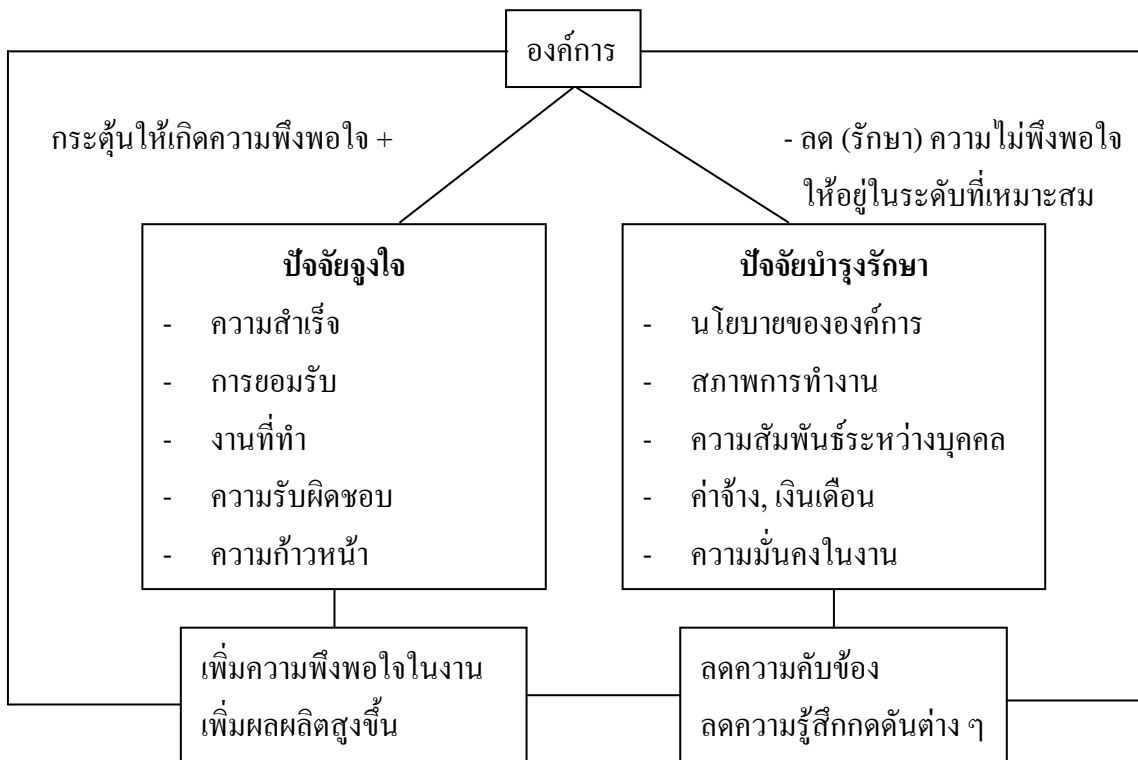 องค์การ
กระตุ้นให้เกิดความพึงพอใจ +
- ลด (รักษา) ความไม่พึงพอใจ
ให้อยู่ในระดับที่เหมาะสม
ปัจจัยจูงใจ
- ความสำเร็จ
- การยอมรับ
- งานที่ทำ
- ความรับผิดชอบ
- ความก้าวหน้า
ปัจจัยบำรุงรักษา
- นโยบายขององค์การ
- สภาพการทำงาน
- ความสัมพันธ์ระหว่างบุคคล
- ค่าจ้าง, เงินเดือน
- ความมั่นคงในงาน
เพิ่มความพึงพอใจในงาน
เพิ่มผลผลิตสูงขึ้น
ลดความคับข้อง
ลดความรู้สึกกดดันต่าง ๆ